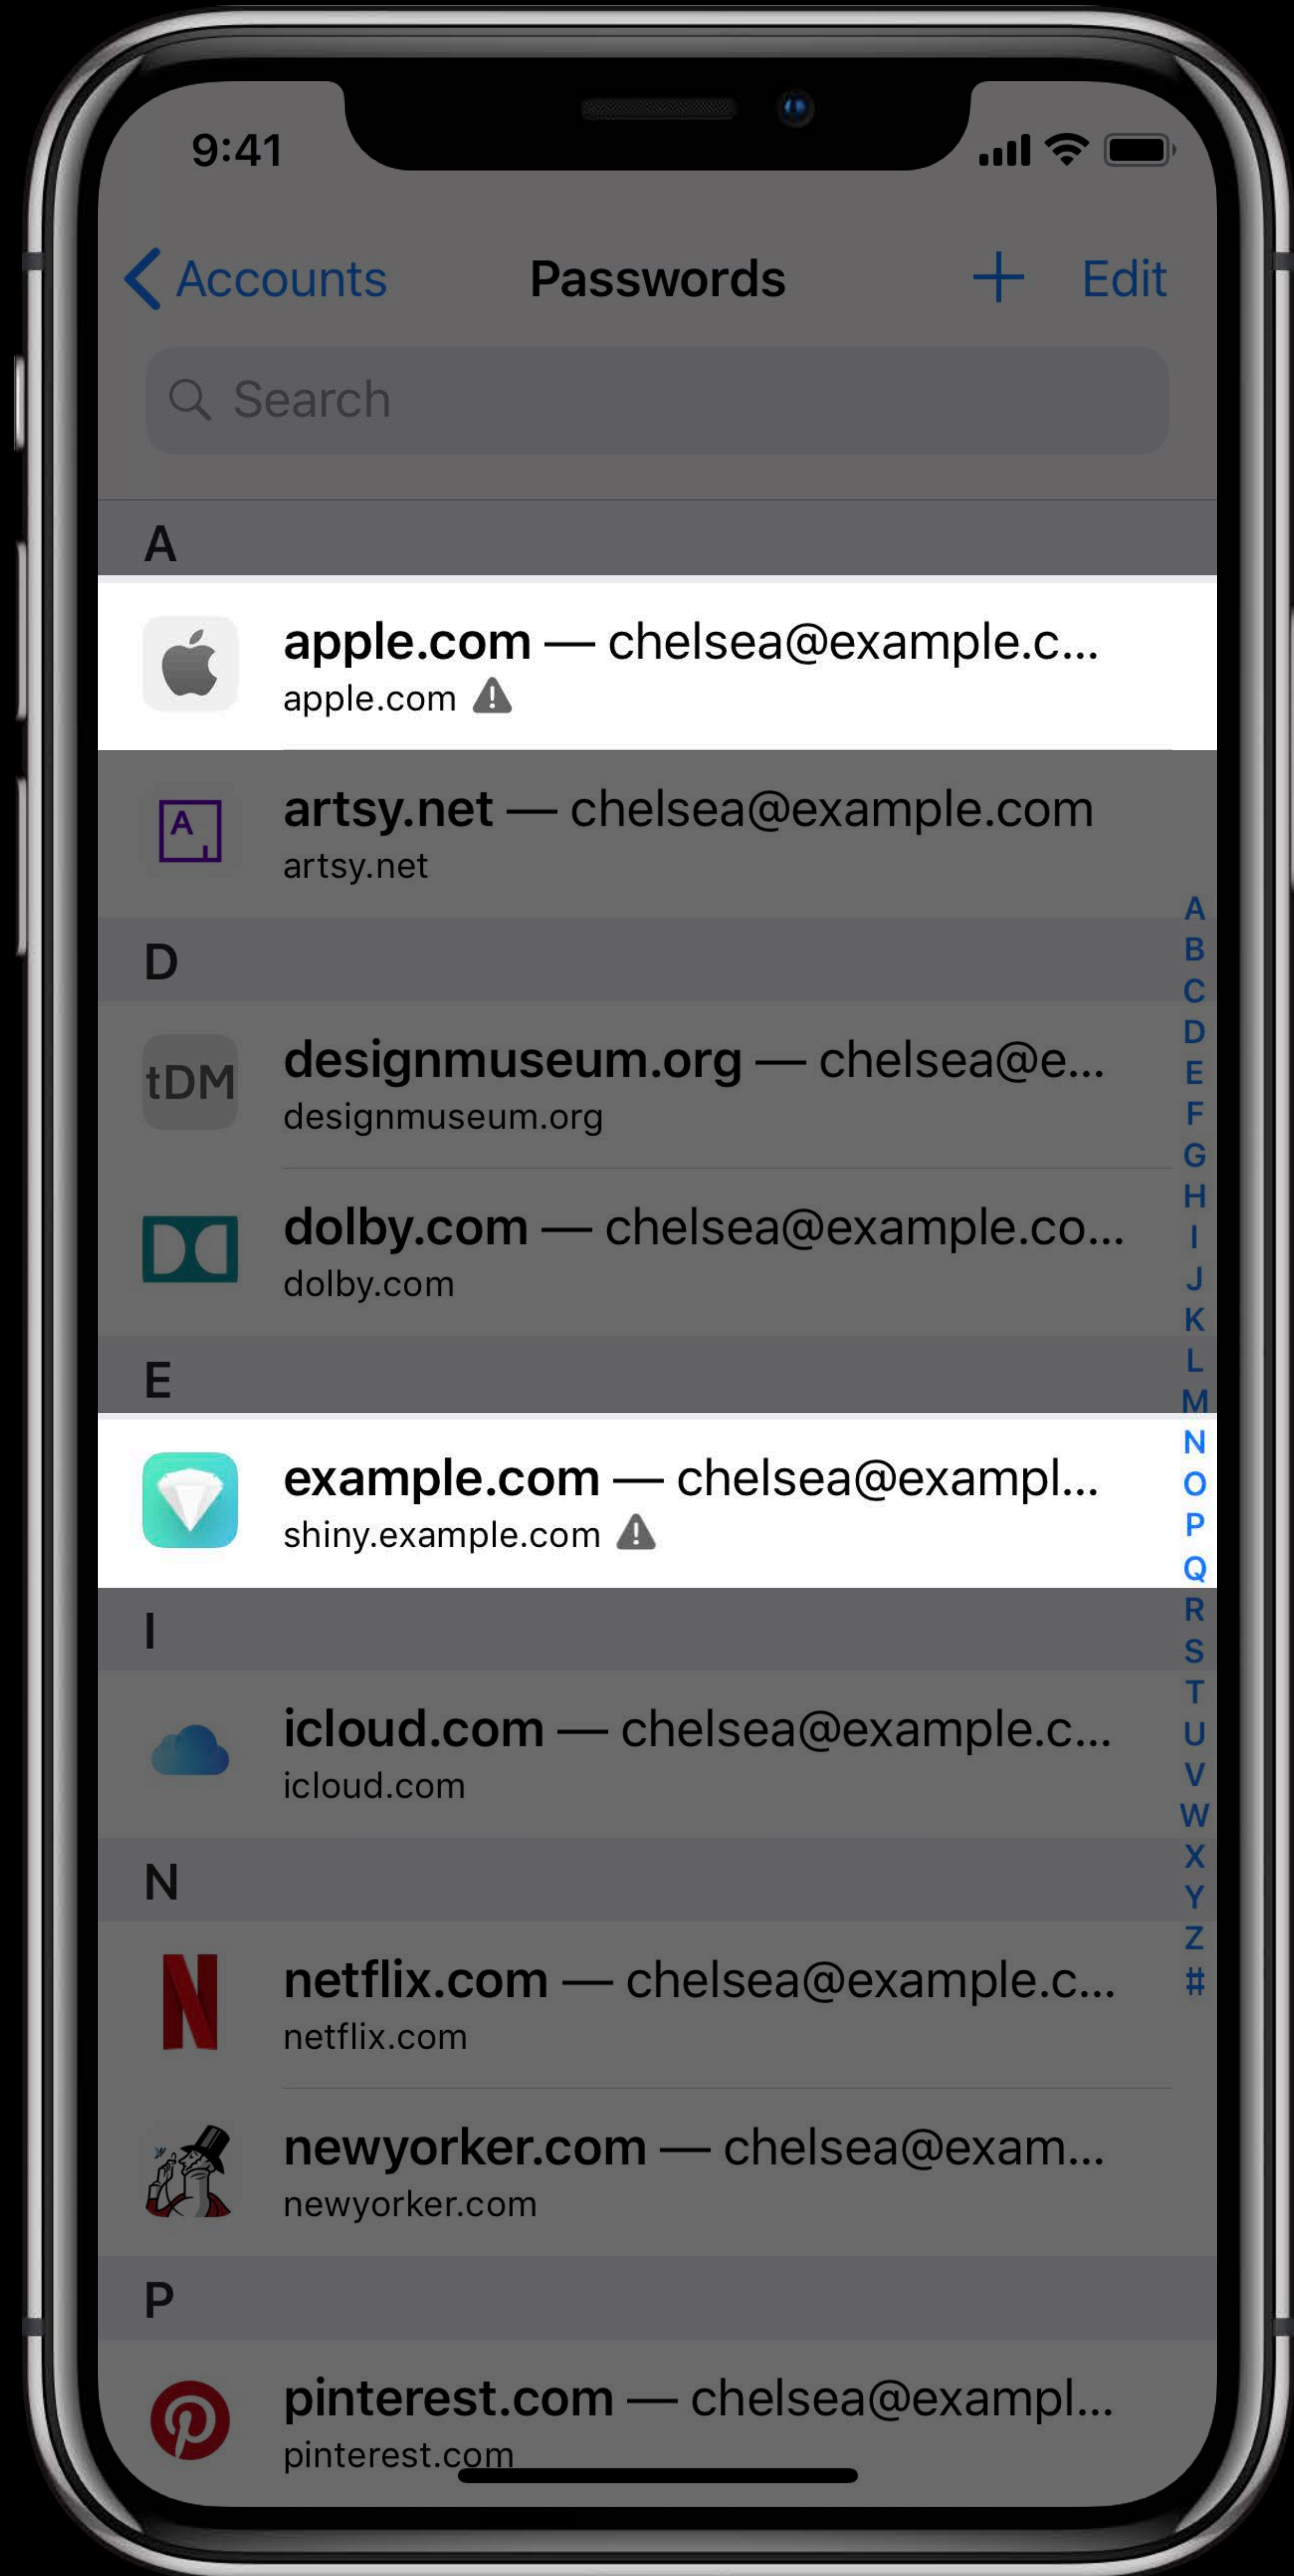 9:41
Accounts
Passwords
Edit
Search
A
apple.com — chelsea@example.c...
apple.com
A
artsy.net — chelsea@example.com
artsy.net
D
tDM
designmuseum.org — chelsea@e...
designmuseum.org
dolby.com — chelsea@example.co...
dolby.com
E
example.com — chelsea@exampl...
shiny.example.com
I
icloud.com — chelsea@example.c...
icloud.com
N
N
netflix.com — chelsea@example.c...
netflix.com
newyorker.com — chelsea@exam...
newyorker.com
P
pinterest.com — chelsea@exampl...
pinterest.com
A
B
C
D
E
F
G
H
I
J
K
L
M
N
O
P
Q
R
S
T
U
V
W
X
Y
Z
#